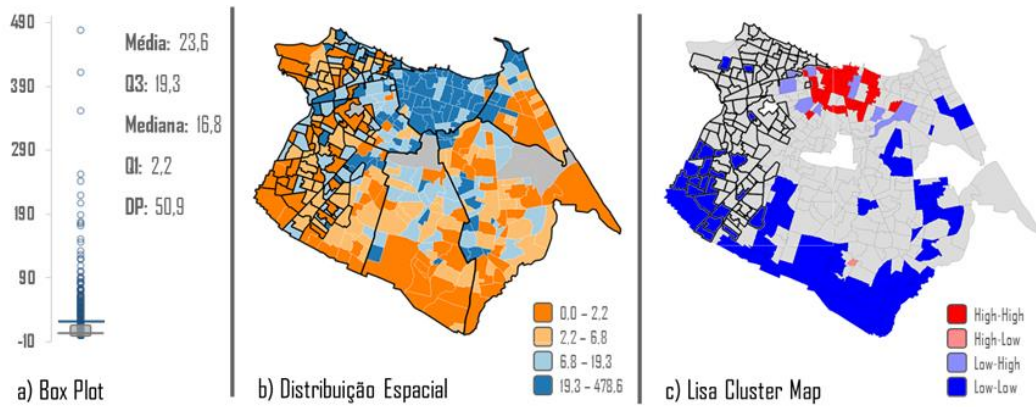 490
390
290
190
90
-10
Média: 23,6
Q3: 19,3
Mediana: 16,8
Q1: 2,2
DP: 50,9
a) Box Plot
0,0 – 2,2
2,2 – 6,8
6,8 – 19,3
19,3 – 478,6
b) Distribuição Espacial
High-High
High-Low
Low-High
Low-Low
c) Lisa Cluster Map